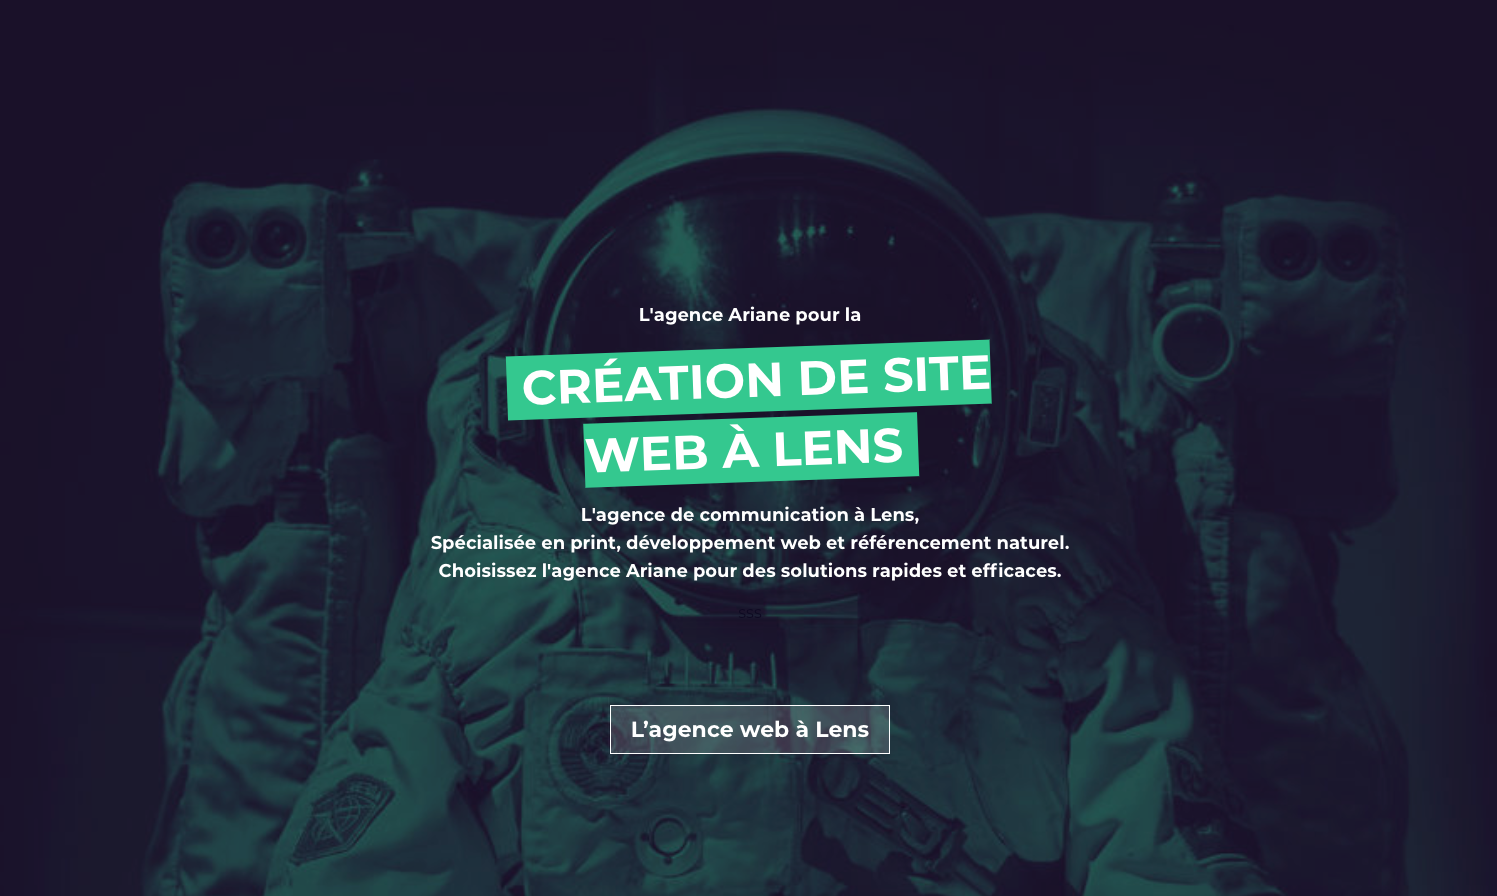 L'agence Ariane pour la
CRÉATION DE SITE
WEB À LENS
L'agence de communication à Lens,
Spécialisée en print, développement web et référencement naturel.
Choisissez l'agence Ariane pour des solutions rapides et efficaces.
sss
L’agence web à Lens